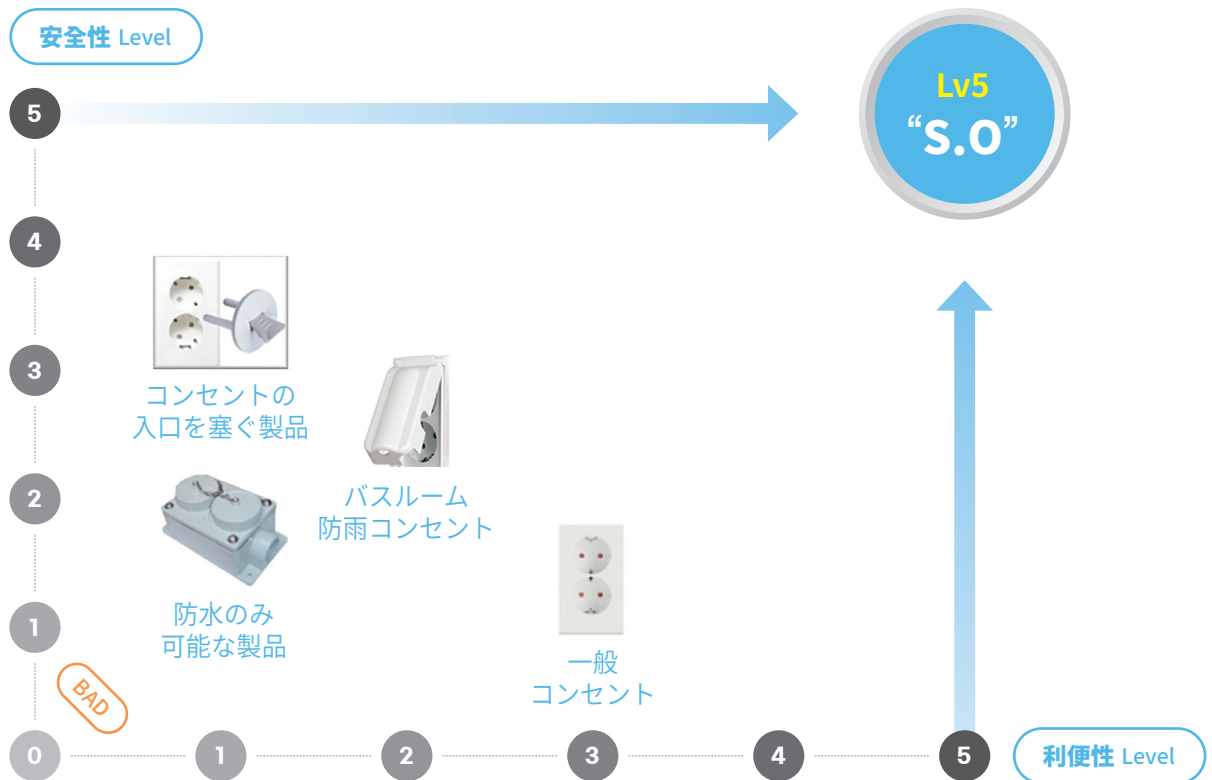 安全性 Level
5
Lv5
“S.O”
4
3
コンセントの
入口を塞ぐ製品
2
バスルーム
防雨コンセント
1
防水のみ
可能な製品
一般
コンセント
BAD
0
1
2
3
4
5
利便性 Level